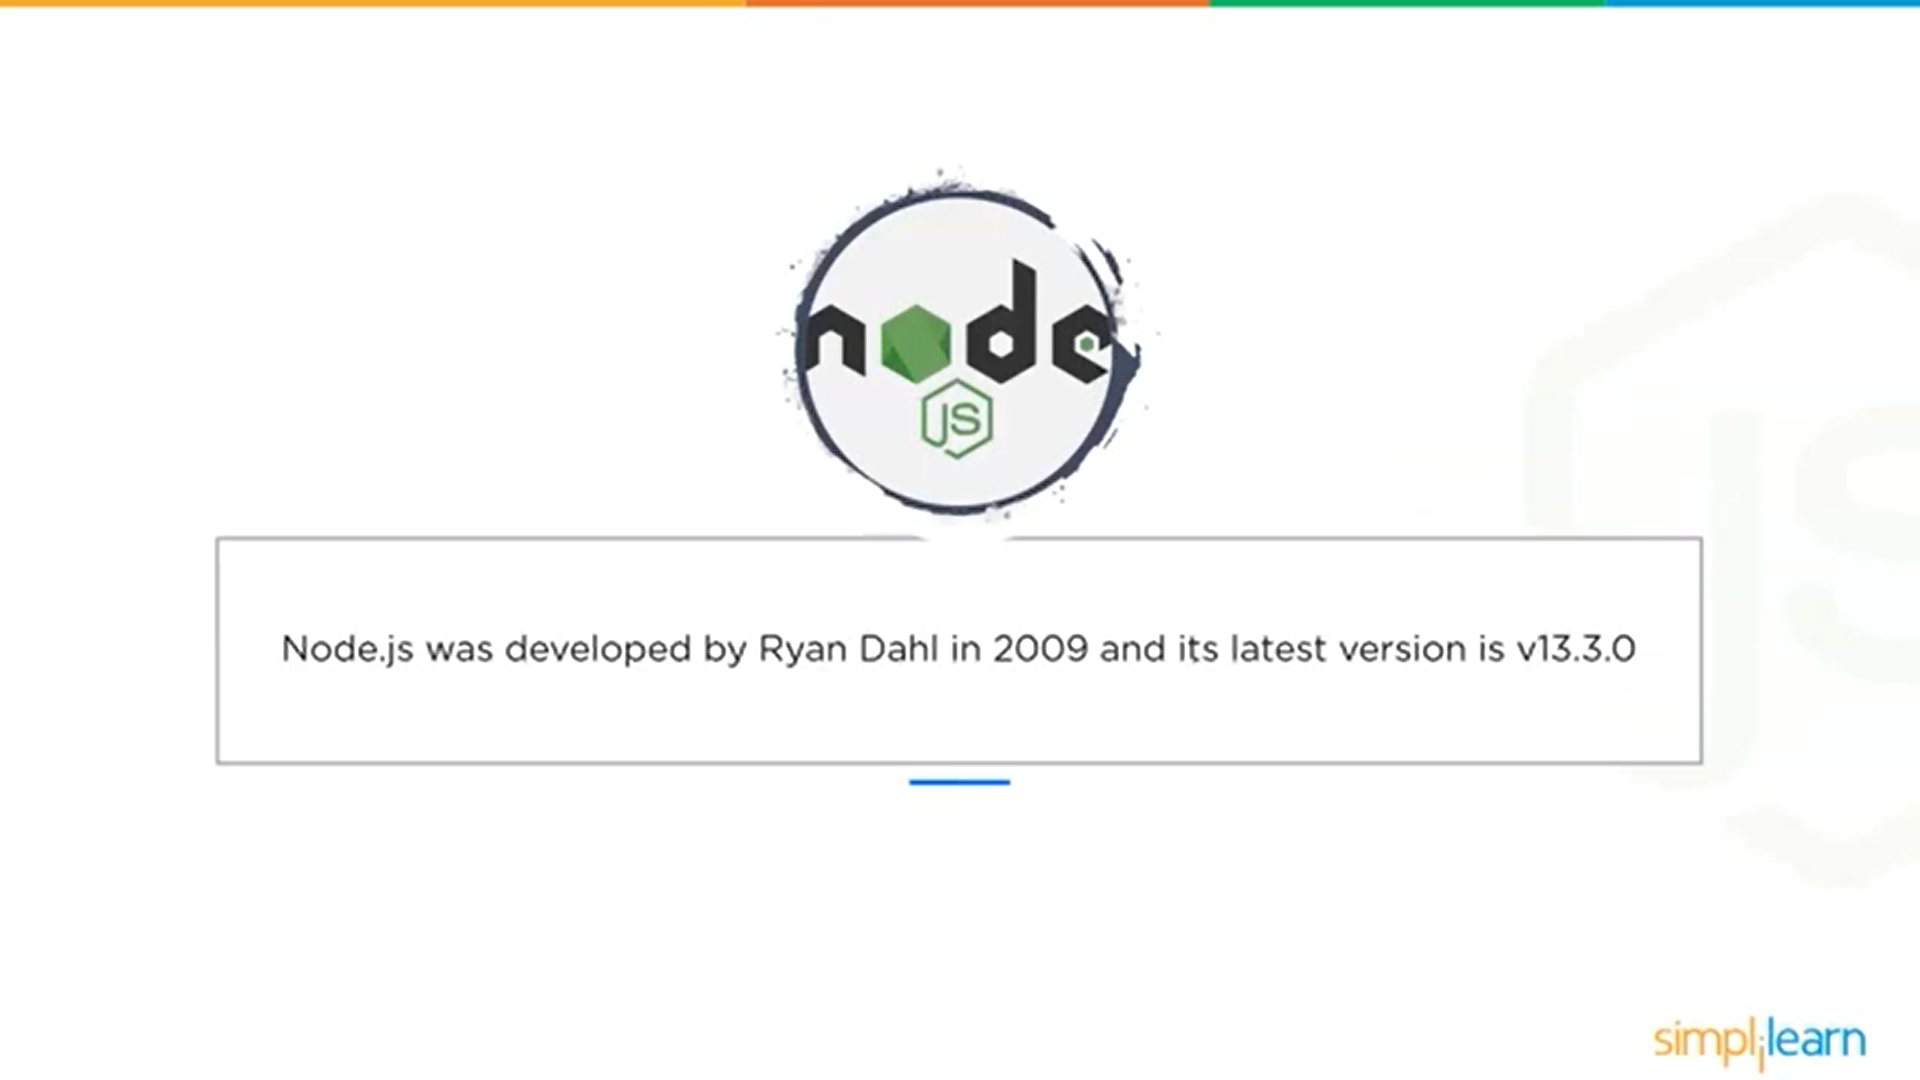 node
JS
Node.js was developed by Ryan Dahl in 2009 and its latest version is v13.3.0
simplilearn